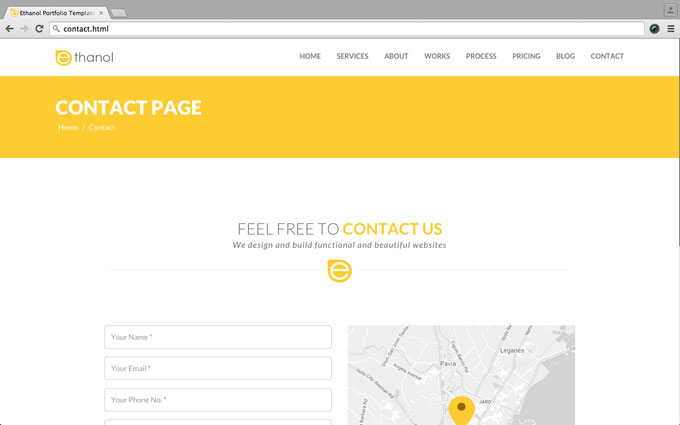 Ethanol Portfolio Template
contact.html
ethanol
HOME SERVICES ABOUT WORKS PROCESS PRICING BLOG CONTACT
CONTACT PAGE
Home / Contact
FEEL FREE TO CONTACT US
We design and build functional and beautiful websites
e
Your Name *
Your Email *
Your Phone No. *
Leganes
Pavia